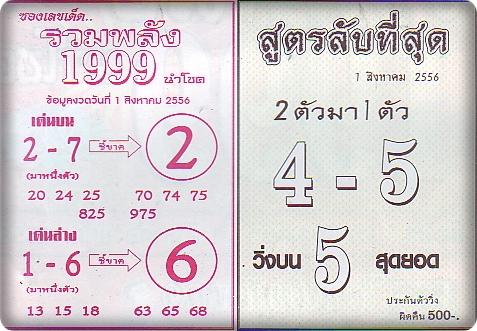 ซองเลขเด็ด..
รวมพลัง
1999 นำโชค
ข้อมูลงวดวันที่ 1 สิงหาคม 2556
เด่นบน
2 - 7 ชี้ขาด 2
(มาหนึ่งตัว)
20 24 25 70 74 75
825 975
เด่นล่าง
1 - 6 ชี้ขาด 6
(มาหนึ่งตัว)
13 15 18 63 65 68
สูตรลับที่สุด
1 สิงหาคม 2556
2 ตัวมา 1 ตัว
4 - 5
วิ่งบน 5 สุดยอด
ประกันตัววิ่ง
ผิดคืน 500-.